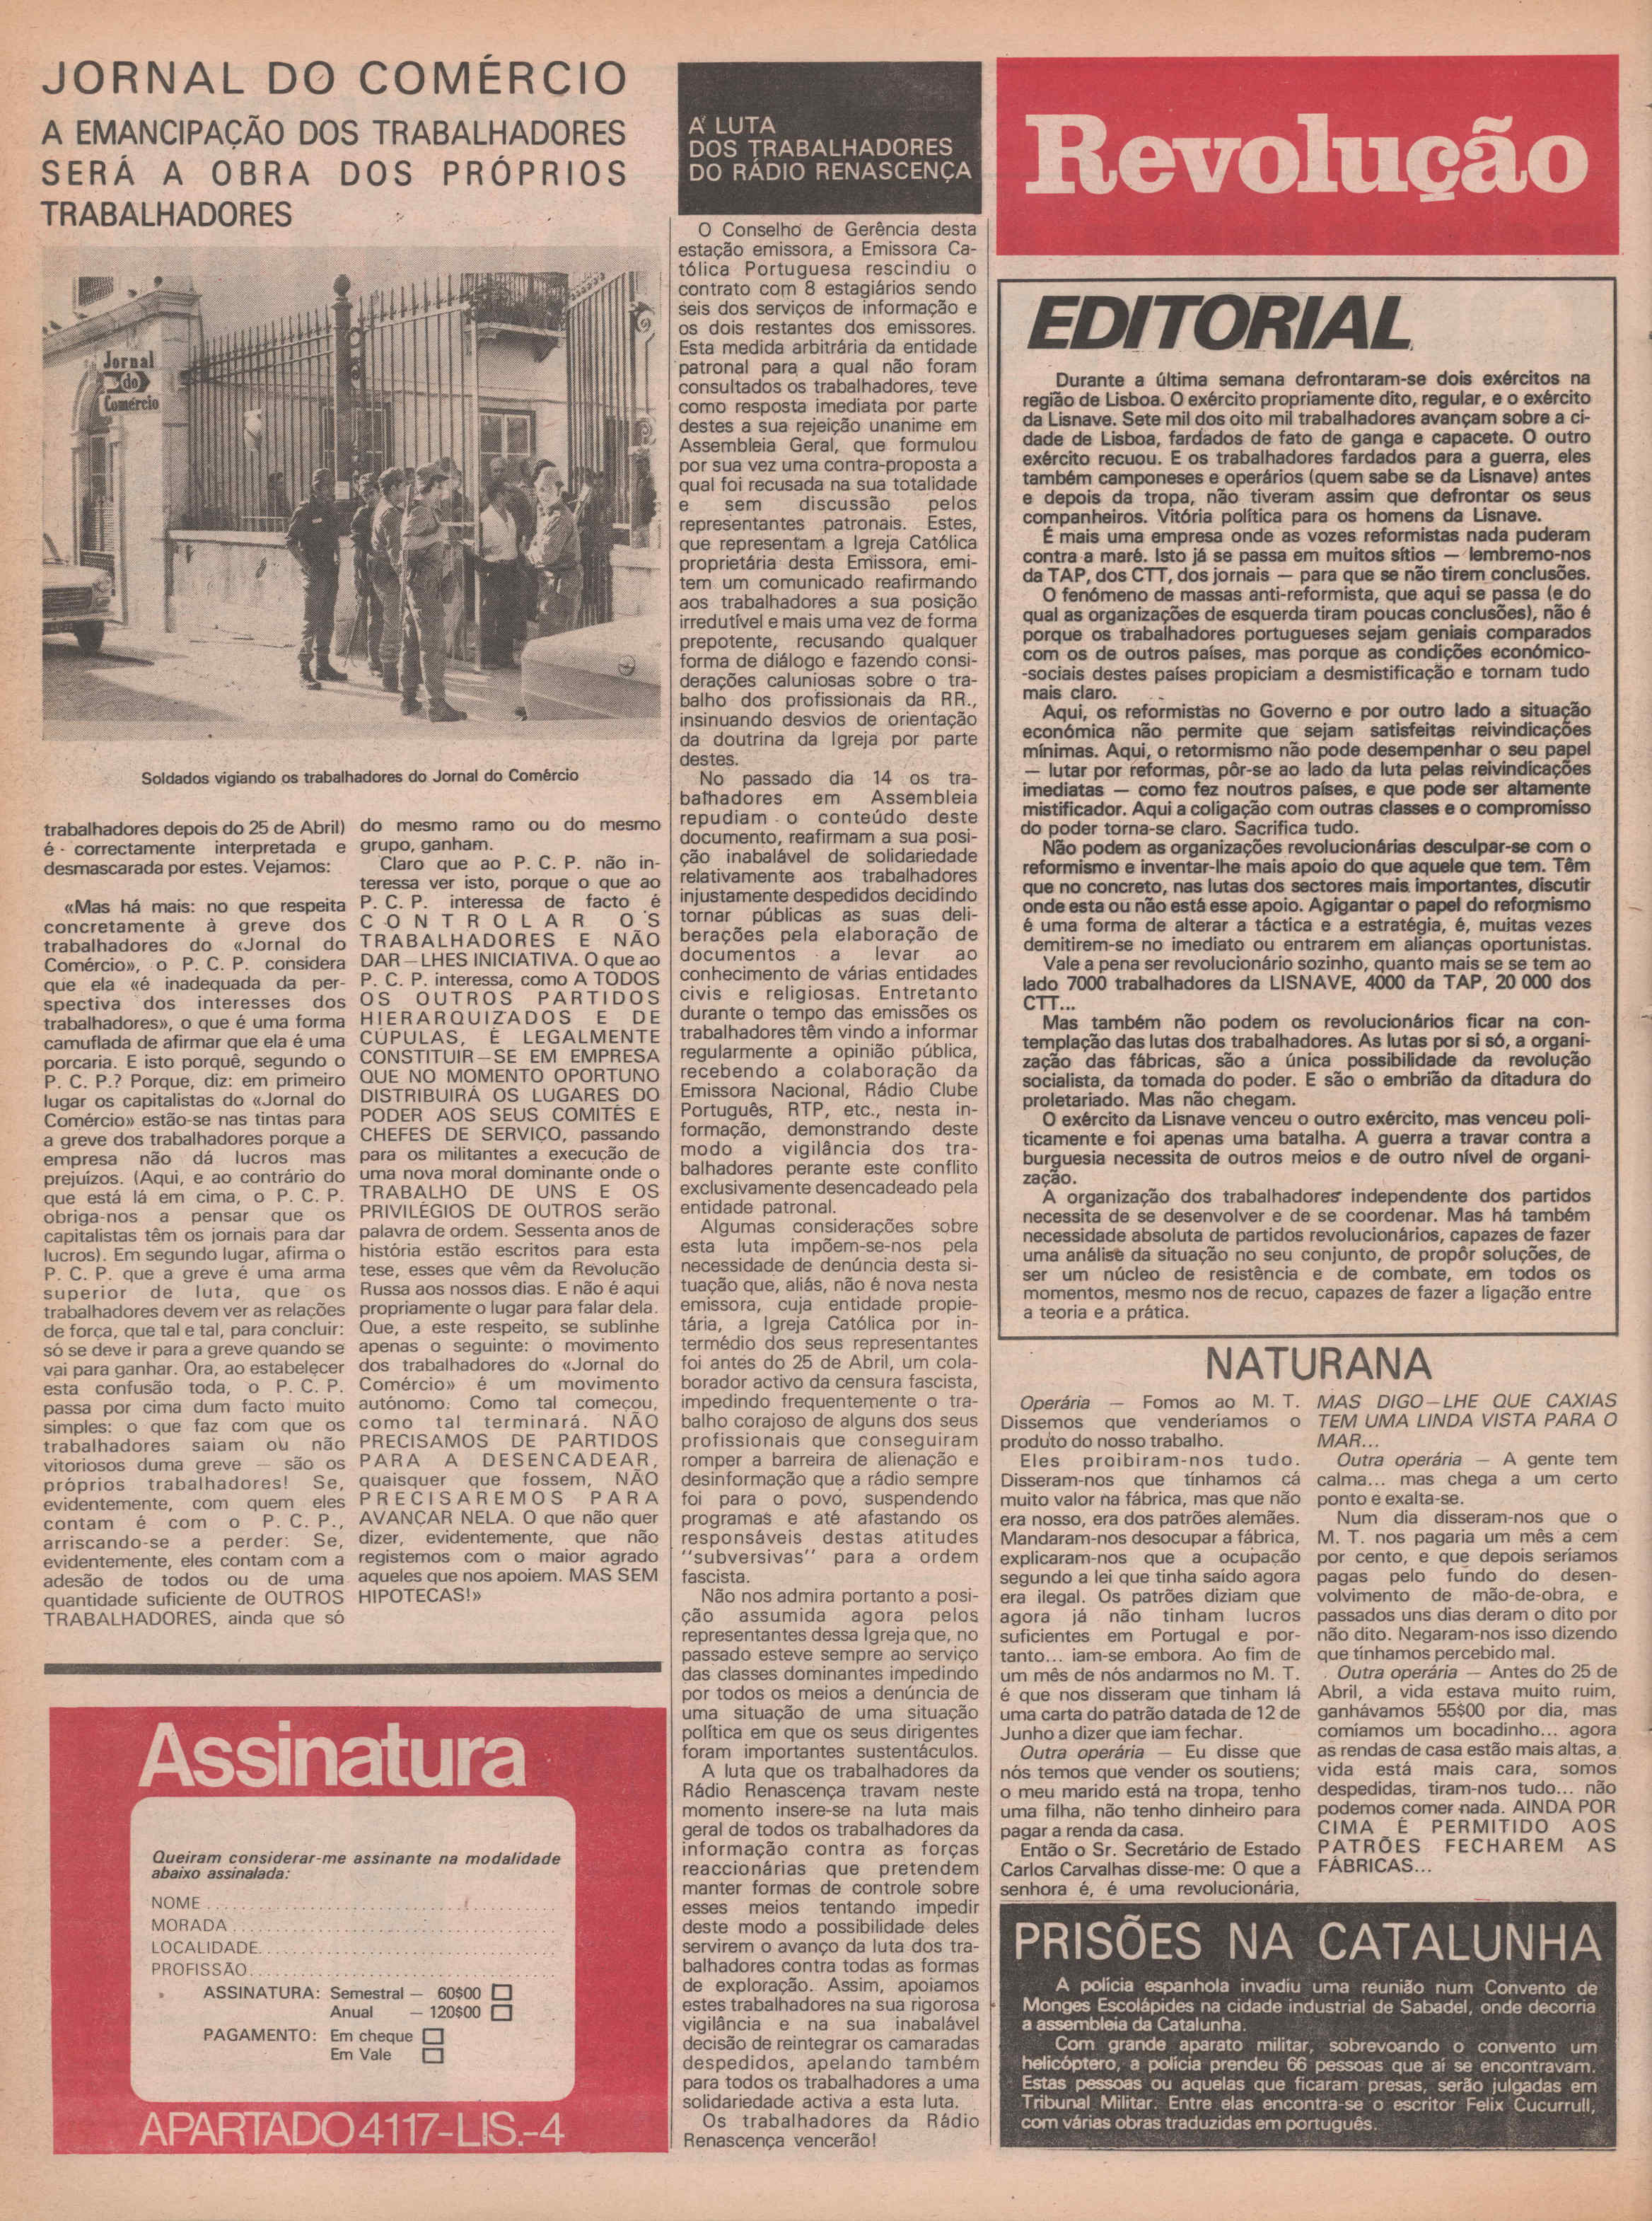 JORNAL DO COMÉRCIO
A EMANCIPAÇÃO DOS TRABALHADORES
SERÁ A OBRA DOS PRÓPRIOS
TRABALHADORES
Jornal
do
Comércio
Soldados vigiando os trabalhadores do Jornal do Comércio
trabalhadores depois do 25 de Abril)
é - correctamente interpretada e
desmascarada por estes. Vejamos:
«Mas há mais: no que respeita
concretamente à greve dos
trabalhadores do «Jornal do
Comércio», o P. C. P. considera
que ela «é inadequada da per-
spectiva dos interesses dos
trabalhadores», o que é uma forma
camuflada de afirmar que ela é uma
porcaria. E isto porquê, segundo o
P. C. P.? Porque, diz: em primeiro
lugar os capitalistas do «Jornal do
Comércio» estão-se nas tintas para
a greve dos trabalhadores porque a
empresa não dá lucros mas
prejuízos. (Aqui, e ao contrário do
que está lá em cima, o P. C. P.
obriga-nos a pensar que os
capitalistas têm os jornais para dar
lucros). Em segundo lugar, afirma o
P. C. P. que a greve é uma arma
superior de luta, que os
trabalhadores devem ver as relações
de força, que tal e tal, para concluir:
só se deve ir para a greve quando se
vai para ganhar. Ora, ao estabelecer
esta confusão toda, o P. C. P.
passa por cima dum facto muito
simples: o que faz com que os
trabalhadores saiam ou não
vitoriosos duma greve — são os
próprios trabalhadores! Se,
evidentemente, com quem eles
contam é com o P. C. P.,
arriscando-se a perder: Se,
evidentemente, eles contam com a
adesão de todos ou de uma
quantidade suficiente de OUTROS
TRABALHADORES, ainda que só
do mesmo ramo ou do mesmo
grupo, ganham.
Claro que ao P. C. P. não in-
teressa ver isto, porque o que ao
P. C. P. interessa de facto é
CONTROLAR OS
TRABALHADORES E NÃO
DAR—LHES INICIATIVA. O que ao
P. C. P. interessa, como A TODOS
OS OUTROS PARTIDOS
HIERARQUIZADOS E DE
CÚPULAS, É LEGALMENTE
CONSTITUIR—SE EM EMPRESA
QUE NO MOMENTO OPORTUNO
DISTRIBUIRÁ OS LUGARES DO
PODER AOS SEUS COMITÉS E
CHEFES DE SERVIÇO, passando
para os militantes a execução de
uma nova moral dominante onde o
TRABALHO DE UNS E OS
PRIVILÉGIOS DE OUTROS serão
palavra de ordem. Sessenta anos de
história estão escritos para esta
tese, esses que vêm da Revolução
Russa aos nossos dias. E não é aqui
propriamente o lugar para falar dela.
Que, a este respeito, se sublinhe
apenas o seguinte: o movimento
dos trabalhadores do «Jornal do
Comércio» é um movimento
autónomo. Como tal começou,
como tal terminará. NÃO
PRECISAMOS DE PARTIDOS
PARA A DESENCADEAR,
quaisquer que fossem, NÃO
PRECISAREMOS PARA
AVANCAR NELA. O que não quer
dizer, evidentemente, que não
registemos com o maior agrado
aqueles que nos apoiem. MAS SEM
HIPOTECAS!»
Assinatura
Queiram considerar-me assinante na modalidade
abaixo assinalada:
NOME
MORADA
LOCALIDADE
PROFISSÃO
ASSINATURA: Semestral — 60$00
Anual — 120$00
PAGAMENTO: Em cheque
Em Vale
APARTADO 4117-LIS.-4
A LUTA
DOS TRABALHADORES
DO RÁDIO RENASCENÇA
O Conselho de Gerência desta
estação emissora, a Emissora Ca-
tólica Portuguesa rescindiu o
contrato com 8 estagiários sendo
seis dos serviços de informação e
os dois restantes dos emissores.
Esta medida arbitrária da entidade
patronal para a qual não foram
consultados os trabalhadores, teve
como resposta imediata por parte
destes a sua rejeição unanime em
Assembleia Geral, que formulou
por sua vez uma contra-proposta a
qual foi recusada na sua totalidade
e sem discussão pelos
representantes patronais. Estes,
que representam a Igreja Católica
proprietária desta Emissora, emi-
tem um comunicado reafirmando
aos trabalhadores a sua posição
irredutível e mais uma vez de forma
prepotente, recusando qualquer
forma de diálogo e fazendo consi-
derações caluniosas sobre o tra-
balho dos profissionais da RR.,
insinuando desvios de orientação
da doutrina da Igreja por parte
destes.
No passado dia 14 os tra-
balhadores em Assembleia
repudiam o conteúdo deste
documento, reafirmam a sua posi-
ção inabalável de solidariedade
relativamente aos trabalhadores
injustamente despedidos decidindo
tornar públicas as suas deli-
berações pela elaboração de
documentos a levar ao
conhecimento de várias entidades
civis e religiosas. Entretanto
durante o tempo das emissões os
trabalhadores têm vindo a informar
regularmente a opinião pública,
recebendo a colaboração da
Emissora Nacional, Rádio Clube
Português, RTP, etc., nesta in-
formação, demonstrando deste
modo a vigilância dos tra-
balhadores perante este conflito
exclusivamente desencadeado pela
entidade patronal.
Algumas considerações sobre
esta luta impõem-se-nos pela
necessidade de denúncia desta si-
tuação que, aliás, não é nova nesta
emissora, cuja entidade propie-
tária, a Igreja Católica por in-
termédio dos seus representantes
foi antes do 25 de Abril, um cola-
borador activo da censura fascista,
impedindo frequentemente o tra-
balho corajoso de alguns dos seus
profissionais que conseguiram
romper a barreira de alienação e
desinformação que a rádio sempre
foi para o povo, suspendendo
programas e até afastando os
responsáveis destas atitudes
"subversivas" para a ordem
fascista.
Não nos admira portanto a posi-
ção assumida agora pelos
representantes dessa Igreja que, no
passado esteve sempre ao serviço
das classes dominantes impedindo
por todos os meios a denúncia de
uma situação de uma situação
política em que os seus dirigentes
foram importantes sustentáculos.
A luta que os trabalhadores da
Rádio Renascença travam neste
momento insere-se na luta mais
geral de todos os trabalhadores da
informação contra as forças
reaccionárias que pretendem
manter formas de controle sobre
esses meios tentando impedir
deste modo a possibilidade deles
servirem o avanço da luta dos tra-
balhadores contra todas as formas
de exploração. Assim, apoiamos
estes trabalhadores na sua rigorosa
vigilância e na sua inabalável
decisão de reintegrar os camaradas
despedidos, apelando também
para todos os trabalhadores a uma
solidariedade activa a esta luta.
Os trabalhadores da Rádio
Renascença vencerão!
Revolução
EDITORIAL
Durante a última semana defrontaram-se dois exércitos na
região de Lisboa. O exército propriamente dito, regular, e o exército
da Lisnave. Sete mil dos oito mil trabalhadores avançam sobre a ci-
dade de Lisboa, fardados de fato de ganga e capacete. O outro
exército recuou. E os trabalhadores fardados para a guerra, eles
também camponeses e operários (quem sabe se da Lisnave) antes
e depois da tropa, não tiveram assim que defrontar os seus
companheiros. Vitória política para os homens da Lisnave.
É mais uma empresa onde as vozes reformistas nada puderam
contra a maré. Isto já se passa em muitos sítios — lembremo-nos
da TAP, dos CTT, dos jornais — para que se não tirem conclusões.
O fenómeno de massas anti-reformista, que aqui se passa (e do
qual as organizações de esquerda tiram poucas conclusões), não é
porque os trabalhadores portugueses sejam geniais comparados
com os de outros países, mas porque as condições económico-
-sociais destes países propiciam a desmistificação e tornam tudo
mais claro.
Aqui, os reformistas no Governo e por outro lado a situação
económica não permite que sejam satisfeitas reivindicações
mínimas. Aqui, o retormismo não pode desempenhar o seu papel
— lutar por reformas, pôr-se ao lado da luta pelas reivindicações
imediatas — como fez noutros países, e que pode ser altamente
mistificador. Aqui a coligação com outras classes e o compromisso
do poder torna-se claro. Sacrifica tudo.
Não podem as organizações revolucionárias desculpar-se com o
reformismo e inventar-lhe mais apoio do que aquele que tem. Têm
que no concreto, nas lutas dos sectores mais importantes, discutir
onde esta ou não está esse apoio. Agigantar o papel do reformismo
é uma forma de alterar a táctica e a estratégia, é, muitas vezes
demitirem-se no imediato ou entrarem em alianças oportunistas.
Vale a pena ser revolucionário sozinho, quanto mais se se tem ao
lado 7000 trabalhadores da LISNAVE, 4000 da TAP, 20 000 dos
CTT...
Mas também não podem os revolucionários ficar na con-
templação das lutas dos trabalhadores. As lutas por si só, a organi-
zação das fábricas, são a única possibilidade da revolução
socialista, da tomada do poder. E são o embrião da ditadura do
proletariado. Mas não chegam.
O exército da Lisnave venceu o outro exército, mas venceu poli-
ticamente e foi apenas uma batalha. A guerra a travar contra a
burguesia necessita de outros meios e de outro nível de organi-
zação.
A organização dos trabalhadores independente dos partidos
necessita de se desenvolver e de se coordenar. Mas há também
necessidade absoluta de partidos revolucionários, capazes de fazer
uma análise da situação no seu conjunto, de propôr soluções, de
ser um núcleo de resistência e de combate, em todos os
momentos, mesmo nos de recuo, capazes de fazer a ligação entre
a teoria e a prática.
NATURANA
Operária — Fomos ao M. T.
Dissemos que venderíamos o
produto do nosso trabalho.
Eles proibiram-nos tudo.
Disseram-nos que tínhamos cá
muito valor na fábrica, mas que não
era nosso, era dos patrões alemães.
Mandaram-nos desocupar a fábrica,
explicaram-nos que a ocupação
segundo a lei que tinha saído agora
era ilegal. Os patrões diziam que
agora já não tinham lucros
suficientes em Portugal e por-
tanto... iam-se embora. Ao fim de
um mês de nós andarmos no M. T.
é que nos disseram que tinham lá
uma carta do patrão datada de 12 de
Junho a dizer que iam fechar.
Outra operária — Eu disse que
nós temos que vender os soutiens;
o meu marido está na tropa, tenho
uma filha, não tenho dinheiro para
pagar a renda da casa.
Então o Sr. Secretário de Estado
Carlos Carvalhas disse-me: O que a
senhora é, é uma revolucionária,
MAS DIGO—LHE QUE CAXIAS
TEM UMA LINDA VISTA PARA O
MAR...
Outra operária — A gente tem
calma... mas chega a um certo
ponto e exalta-se.
Num dia disseram-nos que o
M. T. nos pagaria um mês a cem
por cento, e que depois seríamos
pagas pelo fundo do desen-
volvimento de mão-de-obra, e
passados uns dias deram o dito por
não dito. Negaram-nos isso dizendo
que tínhamos percebido mal.
Outra operária — Antes do 25 de
Abril, a vida estava muito ruim,
ganhávamos 55$00 por dia, mas
comíamos um bocadinho... agora
as rendas de casa estão mais altas, a
vida está mais cara, somos
despedidas, tiram-nos tudo... não
podemos comer nada. AINDA POR
CIMA É PERMITIDO AOS
PATRÕES FECHAREM AS
FÁBRICAS...
PRISÕES NA CATALUNHA
A polícia espanhola invadiu uma reunião num Convento de
Monges Escolápides na cidade industrial de Sabadel, onde decorria
a assembleia da Catalunha.
Com grande aparato militar, sobrevoando o convento um
helicóptero, a polícia prendeu 66 pessoas que aí se encontravam.
Estas pessoas ou aquelas que ficaram presas, serão julgadas em
Tribunal Militar. Entre elas encontra-se o escritor Felix Cucurrull,
com várias obras traduzidas em português.